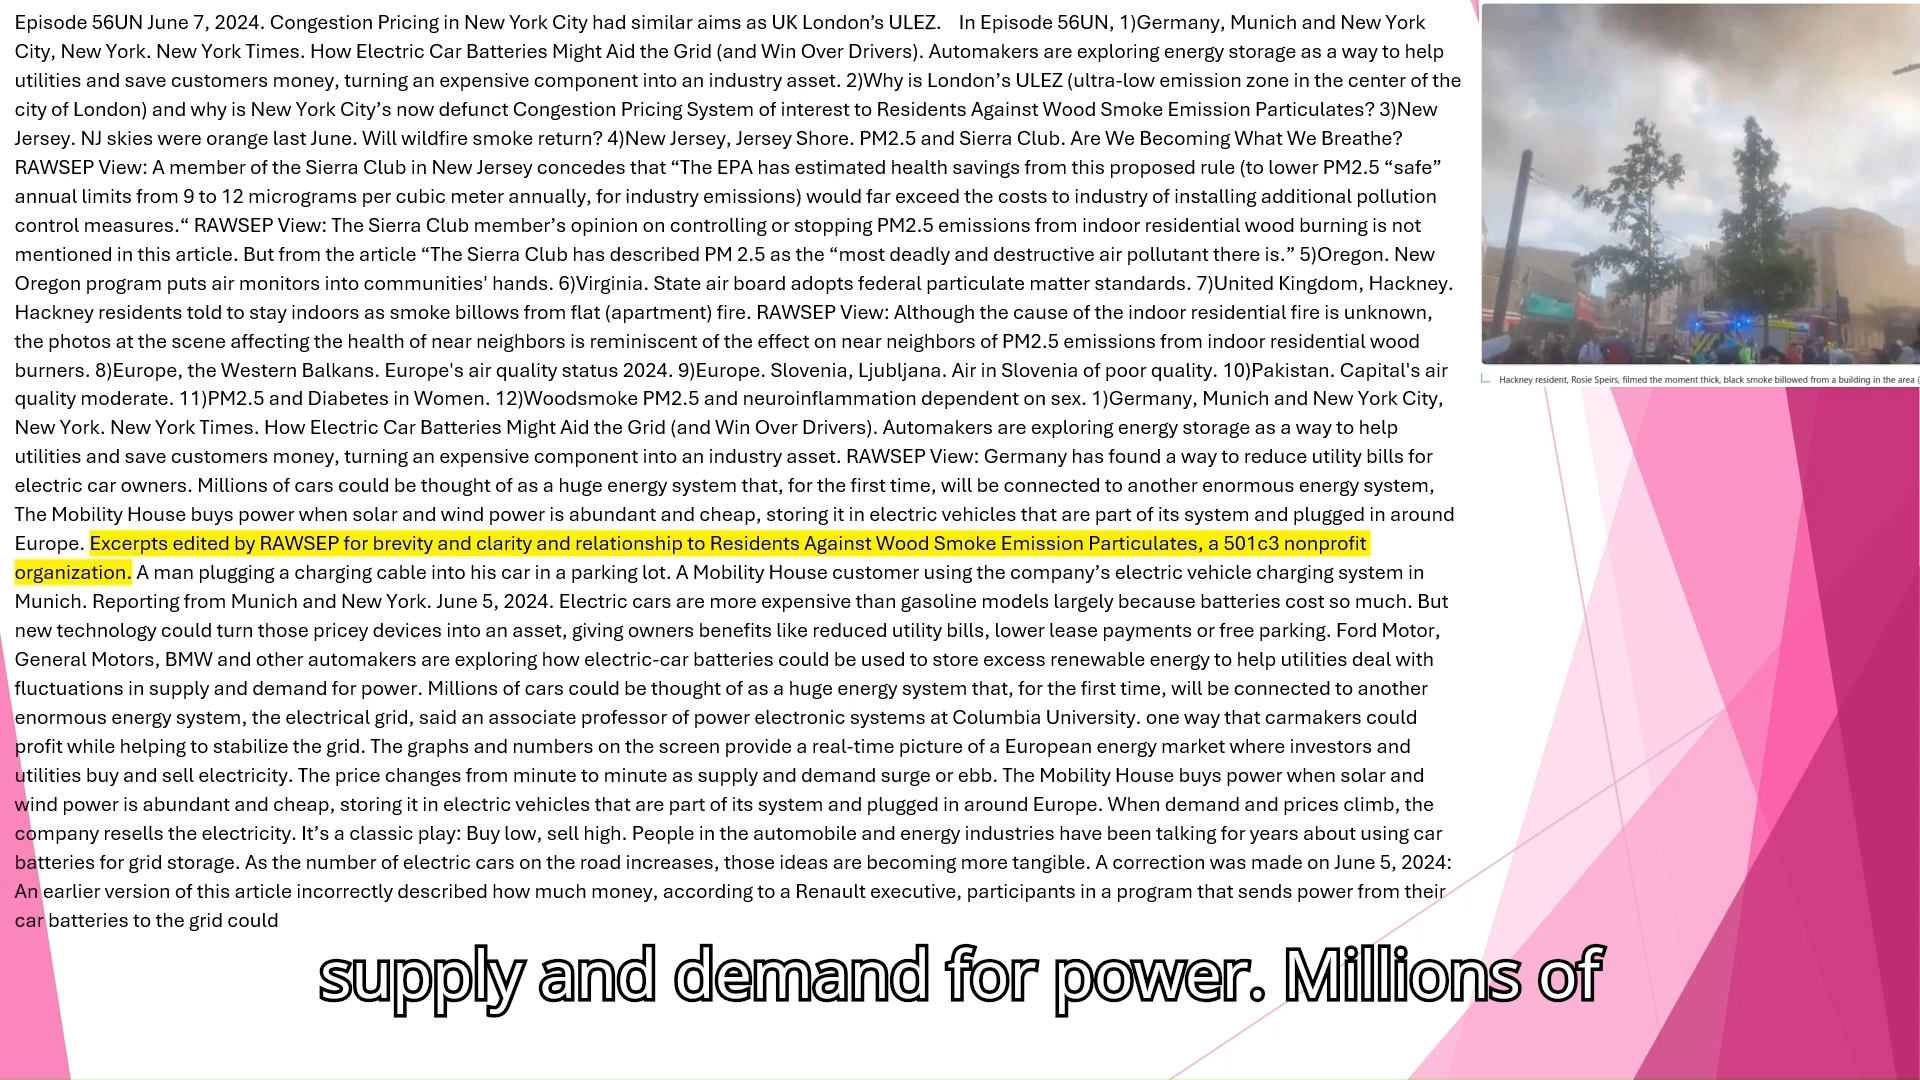 Episode 56UN June 7, 2024. Congestion Pricing in New York City had similar aims as UK London’s ULEZ.   In Episode 56UN, 1)Germany, Munich and New York
City, New York. New York Times. How Electric Car Batteries Might Aid the Grid (and Win Over Drivers). Automakers are exploring energy storage as a way to help
utilities and save customers money, turning an expensive component into an industry asset. 2)Why is London’s ULEZ (ultra-low emission zone in the center of the
city of London) and why is New York City’s now defunct Congestion Pricing System of interest to Residents Against Wood Smoke Emission Particulates? 3)New
Jersey. NJ skies were orange last June. Will wildfire smoke return? 4)New Jersey, Jersey Shore. PM2.5 and Sierra Club. Are We Becoming What We Breathe?
RAWSEP View: A member of the Sierra Club in New Jersey concedes that “The EPA has estimated health savings from this proposed rule (to lower PM2.5 “safe”
annual limits from 9 to 12 micrograms per cubic meter annually, for industry emissions) would far exceed the costs to industry of installing additional pollution
control measures.“ RAWSEP View: The Sierra Club member’s opinion on controlling or stopping PM2.5 emissions from indoor residential wood burning is not
mentioned in this article. But from the article “The Sierra Club has described PM 2.5 as the “most deadly and destructive air pollutant there is.” 5)Oregon. New
Oregon program puts air monitors into communities' hands. 6)Virginia. State air board adopts federal particulate matter standards. 7)United Kingdom, Hackney.
Hackney residents told to stay indoors as smoke billows from flat (apartment) fire. RAWSEP View: Although the cause of the indoor residential fire is unknown,
the photos at the scene affecting the health of near neighbors is reminiscent of the effect on near neighbors of PM2.5 emissions from indoor residential wood
burners. 8)Europe, the Western Balkans. Europe's air quality status 2024. 9)Europe. Slovenia, Ljubljana. Air in Slovenia of poor quality. 10)Pakistan. Capital's air
quality moderate. 11)PM2.5 and Diabetes in Women. 12)Woodsmoke PM2.5 and neuroinflammation dependent on sex. 1)Germany, Munich and New York City,
New York. New York Times. How Electric Car Batteries Might Aid the Grid (and Win Over Drivers). Automakers are exploring energy storage as a way to help
utilities and save customers money, turning an expensive component into an industry asset. RAWSEP View: Germany has found a way to reduce utility bills for
electric car owners. Millions of cars could be thought of as a huge energy system that, for the first time, will be connected to another enormous energy system,
The Mobility House buys power when solar and wind power is abundant and cheap, storing it in electric vehicles that are part of its system and plugged in around
Europe. Excerpts edited by RAWSEP for brevity and clarity and relationship to Residents Against Wood Smoke Emission Particulates, a 501c3 nonprofit
organization. A man plugging a charging cable into his car in a parking lot. A Mobility House customer using the company’s electric vehicle charging system in
Munich. Reporting from Munich and New York. June 5, 2024. Electric cars are more expensive than gasoline models largely because batteries cost so much. But
new technology could turn those pricey devices into an asset, giving owners benefits like reduced utility bills, lower lease payments or free parking. Ford Motor,
General Motors, BMW and other automakers are exploring how electric-car batteries could be used to store excess renewable energy to help utilities deal with
fluctuations in supply and demand for power. Millions of cars could be thought of as a huge energy system that, for the first time, will be connected to another
enormous energy system, the electrical grid, said an associate professor of power electronic systems at Columbia University. one way that carmakers could
profit while helping to stabilize the grid. The graphs and numbers on the screen provide a real-time picture of a European energy market where investors and
utilities buy and sell electricity. The price changes from minute to minute as supply and demand surge or ebb. The Mobility House buys power when solar and
wind power is abundant and cheap, storing it in electric vehicles that are part of its system and plugged in around Europe. When demand and prices climb, the
company resells the electricity. It’s a classic play: Buy low, sell high. People in the automobile and energy industries have been talking for years about using car
batteries for grid storage. As the number of electric cars on the road increases, those ideas are becoming more tangible. A correction was made on June 5, 2024:
An earlier version of this article incorrectly described how much money, according to a Renault executive, participants in a program that sends power from their
car batteries to the grid could
Hackney resident, Rosie Speirs, filmed the moment thick, black smoke billowed from a building in the area (
supply and demand for power. Millions of